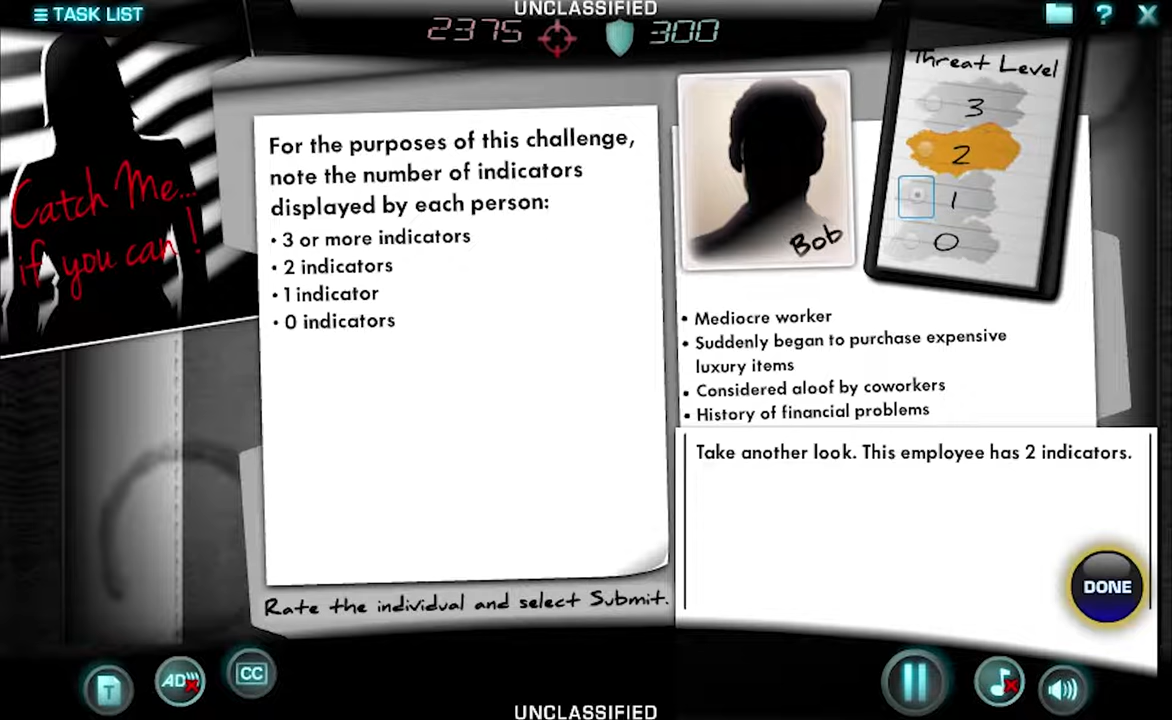 UNCLASSIFIED
TASK LIST
2375
300
?
X
Catch Me...
if you can!
For the purposes of this challenge,
note the number of indicators
displayed by each person:
• 3 or more indicators
• 2 indicators
• 1 indicator
• 0 indicators
Rate the individual and select Submit.
Bob
Threat Level
3
2
1
0
• Mediocre worker
• Suddenly began to purchase expensive
luxury items
• Considered aloof by coworkers
• History of financial problems
Take another look. This employee has 2 indicators.
DONE
T
AD
CC
UNCLASSIFIED